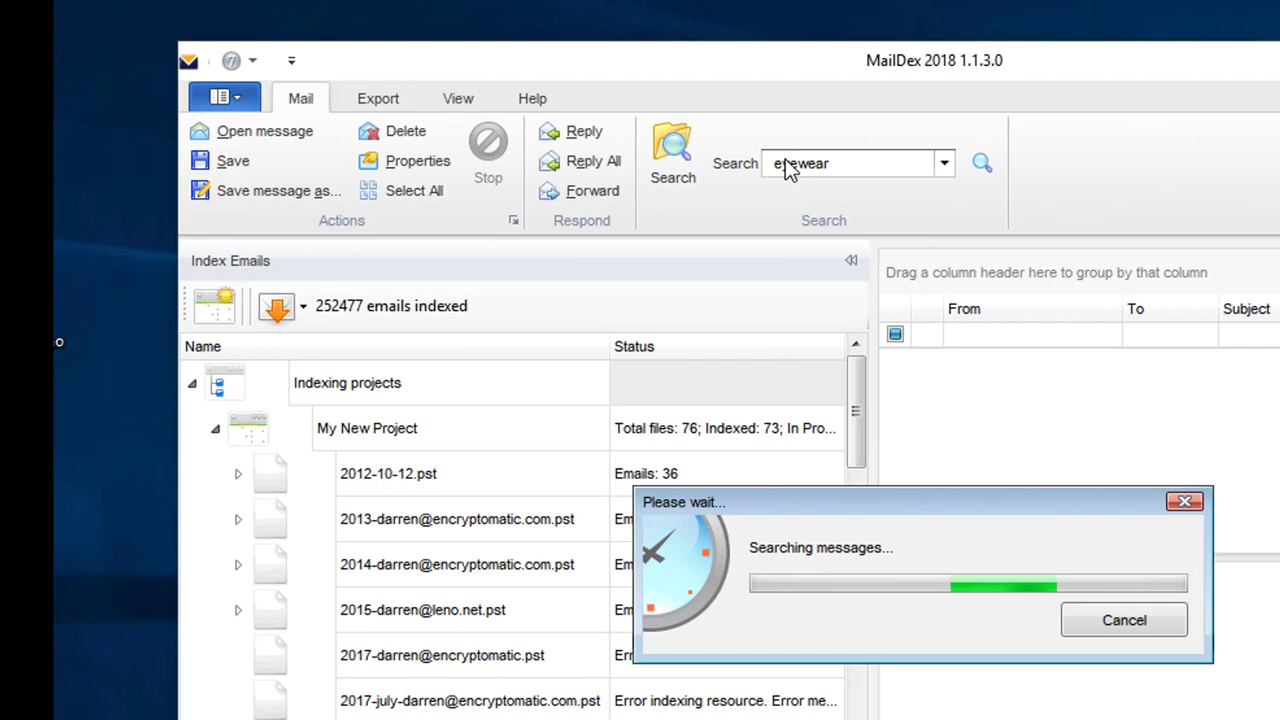 MailDex 2018 1.1.3.0
Mail Export View Help
Open message Delete Reply
Save Properties Stop Reply All Search Search eyewear
Save message as... Select All Forward
Actions Respond Search
Index Emails
Drag a column header here to group by that column
252477 emails indexed
From To Subject
Name Status
Indexing projects
My New Project Total files: 76; Indexed: 73; In Pro...
2012-10-12.pst Emails: 36
Please wait...
2013-darren@encryptomatic.com.pst Em
Searching messages...
2014-darren@encryptomatic.com.pst Em
2015-darren@leno.net.pst Em
Cancel
2017-darren@encryptomatic.pst Err
2017-july-darren@encryptomatic.com.pst Error indexing resource. Error me...